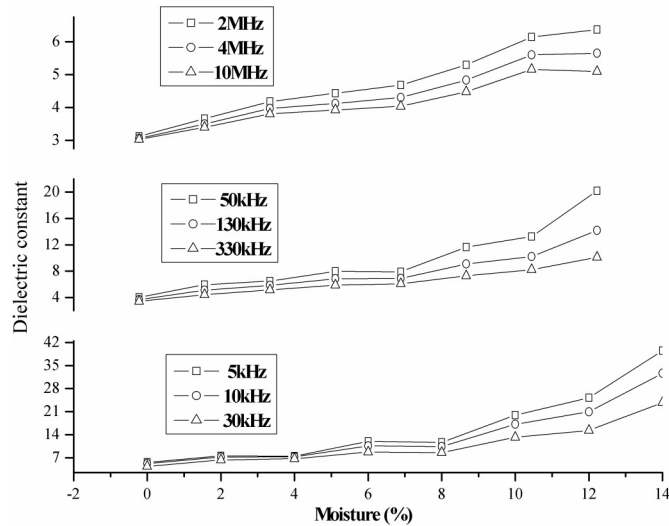 2MHz
4MHz
10MHz
6
5
4
3
50kHz
130kHz
330kHz
20
16
12
8
4
Dielectric constant
5kHz
10kHz
30kHz
42
35
28
21
14
7
-2 0 2 4 6 8 10 12 14
Moisture (%)